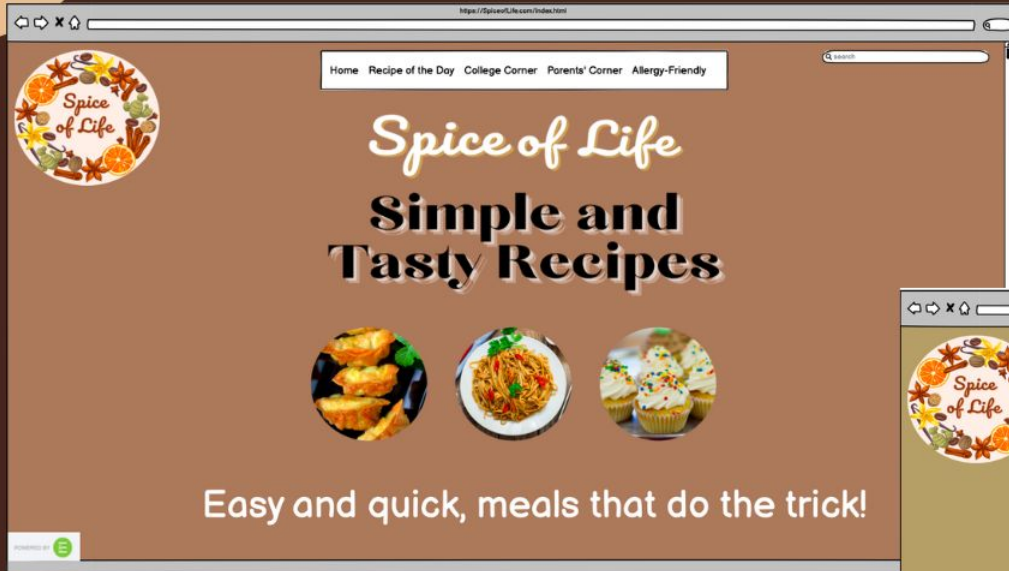 https://SpiceofLife.com/index.html
search
Spice
of Life
Home Recipe of the Day College Corner Parents' Corner Allergy-Friendly
Spice of Life
Simple and
Tasty Recipes
Easy and quick, meals that do the trick!
POWERED BY E
Spice
of Life